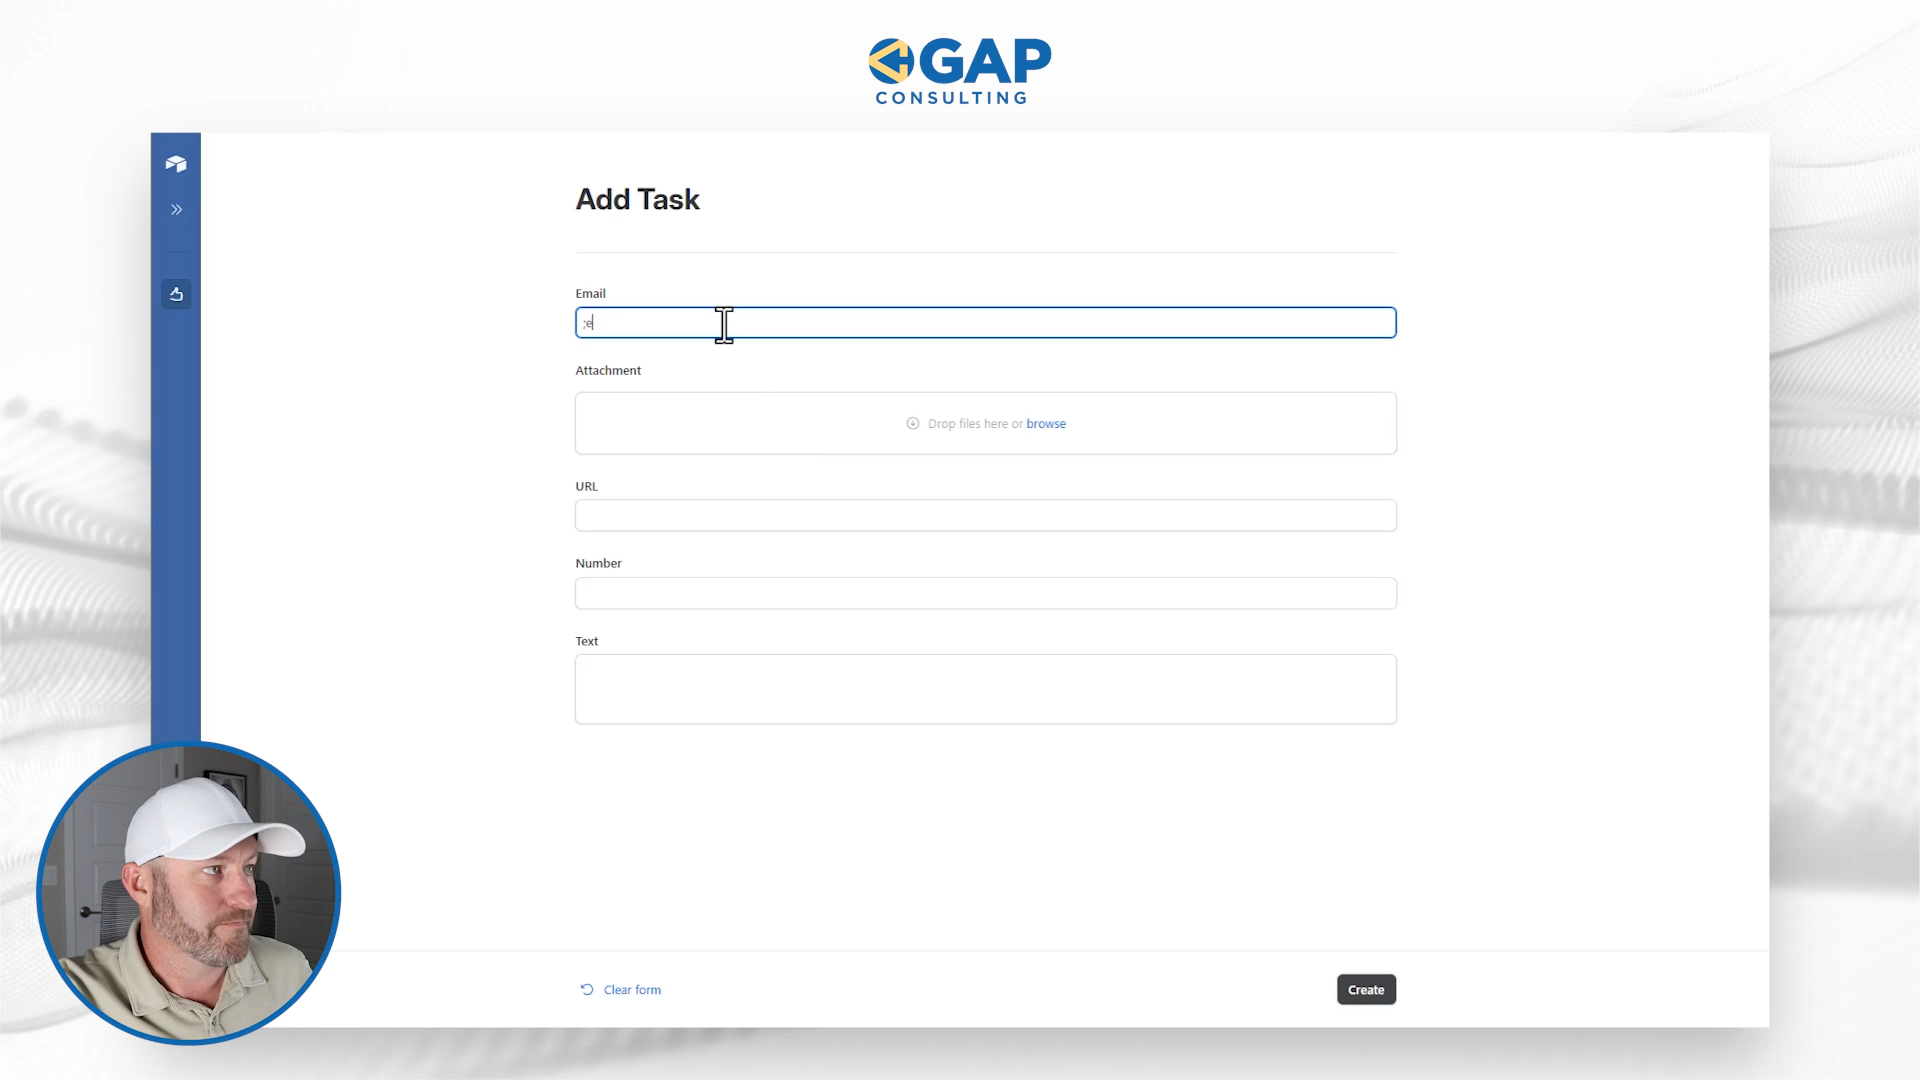 GAP
CONSULTING
Add Task
Email
;e
Attachment
Drop files here or browse
URL
Number
Text
Clear form
Create